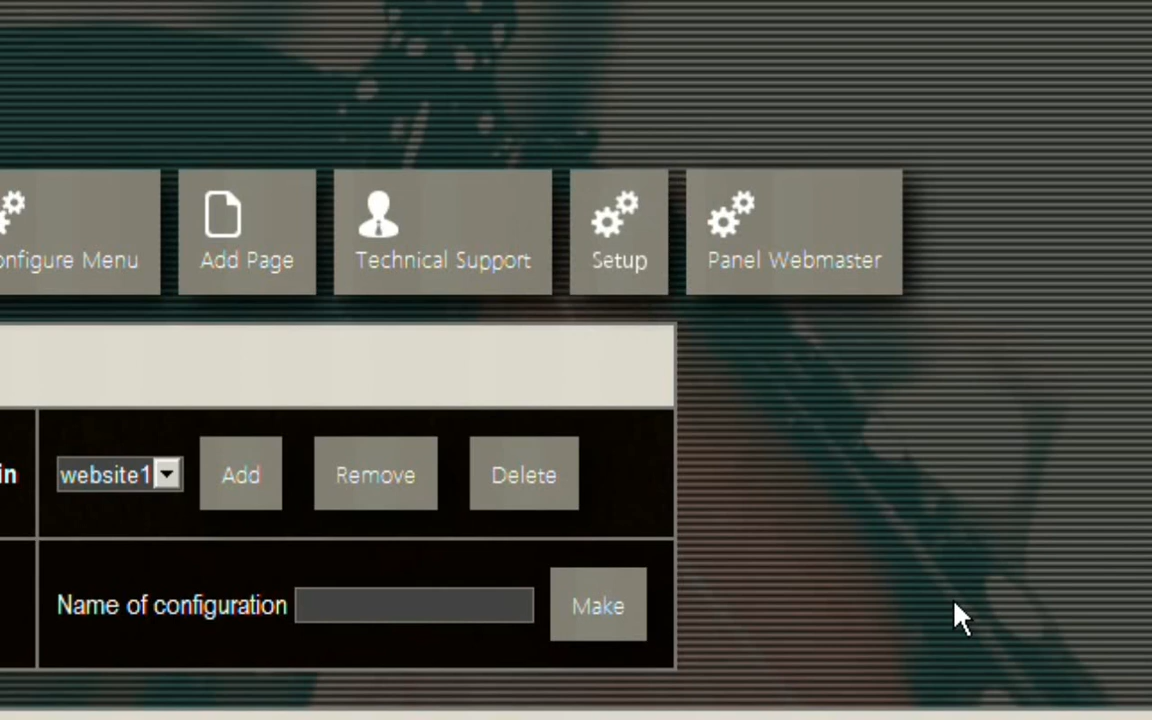 onfigure Menu
Add Page
Technical Support
Setup
Panel Webmaster
in
website1
Add
Remove
Delete
Name of configuration
Make